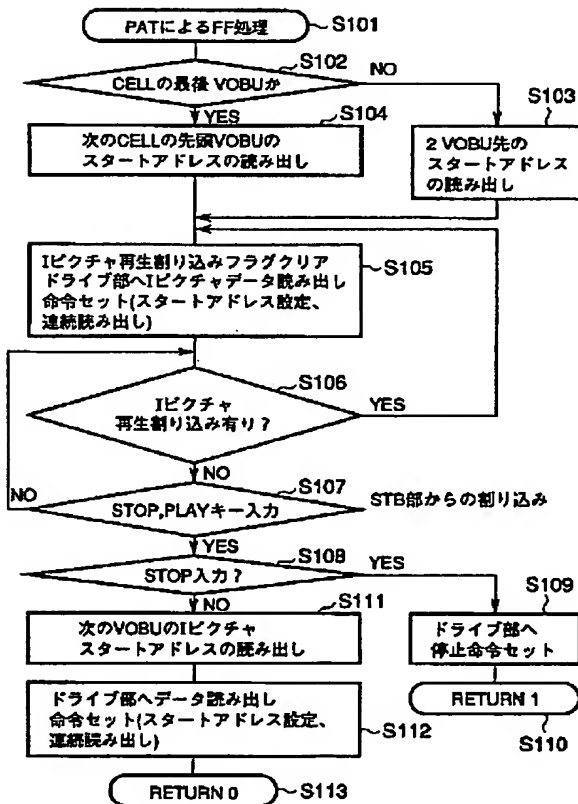 PATによるFF処理
S101
S102
CELLの最後 VOBUか
NO
YES
S104
S103
次のCELLの先頭VOBUの
スタートアドレスの読み出し
2 VOBU先の
スタートアドレス
の読み出し
Iピクチャ再生割り込みフラグクリア
ドライブ部へIピクチャデータ読み出し
命令セット(スタートアドレス設定、
連続読み出し)
S105
S106
Iピクチャ
再生割り込み有り?
YES
NO
S107
NO
STOP,PLAYキー入力
STB部からの割り込み
YES
S108
STOP入力?
YES
NO
S111
S109
次のVOBUのIピクチャ
スタートアドレスの読み出し
ドライブ部へ
停止命令セット
ドライブ部へデータ読み出し
命令セット(スタートアドレス設定、
連続読み出し)
S112
RETURN 1
S110
RETURN 0
S113